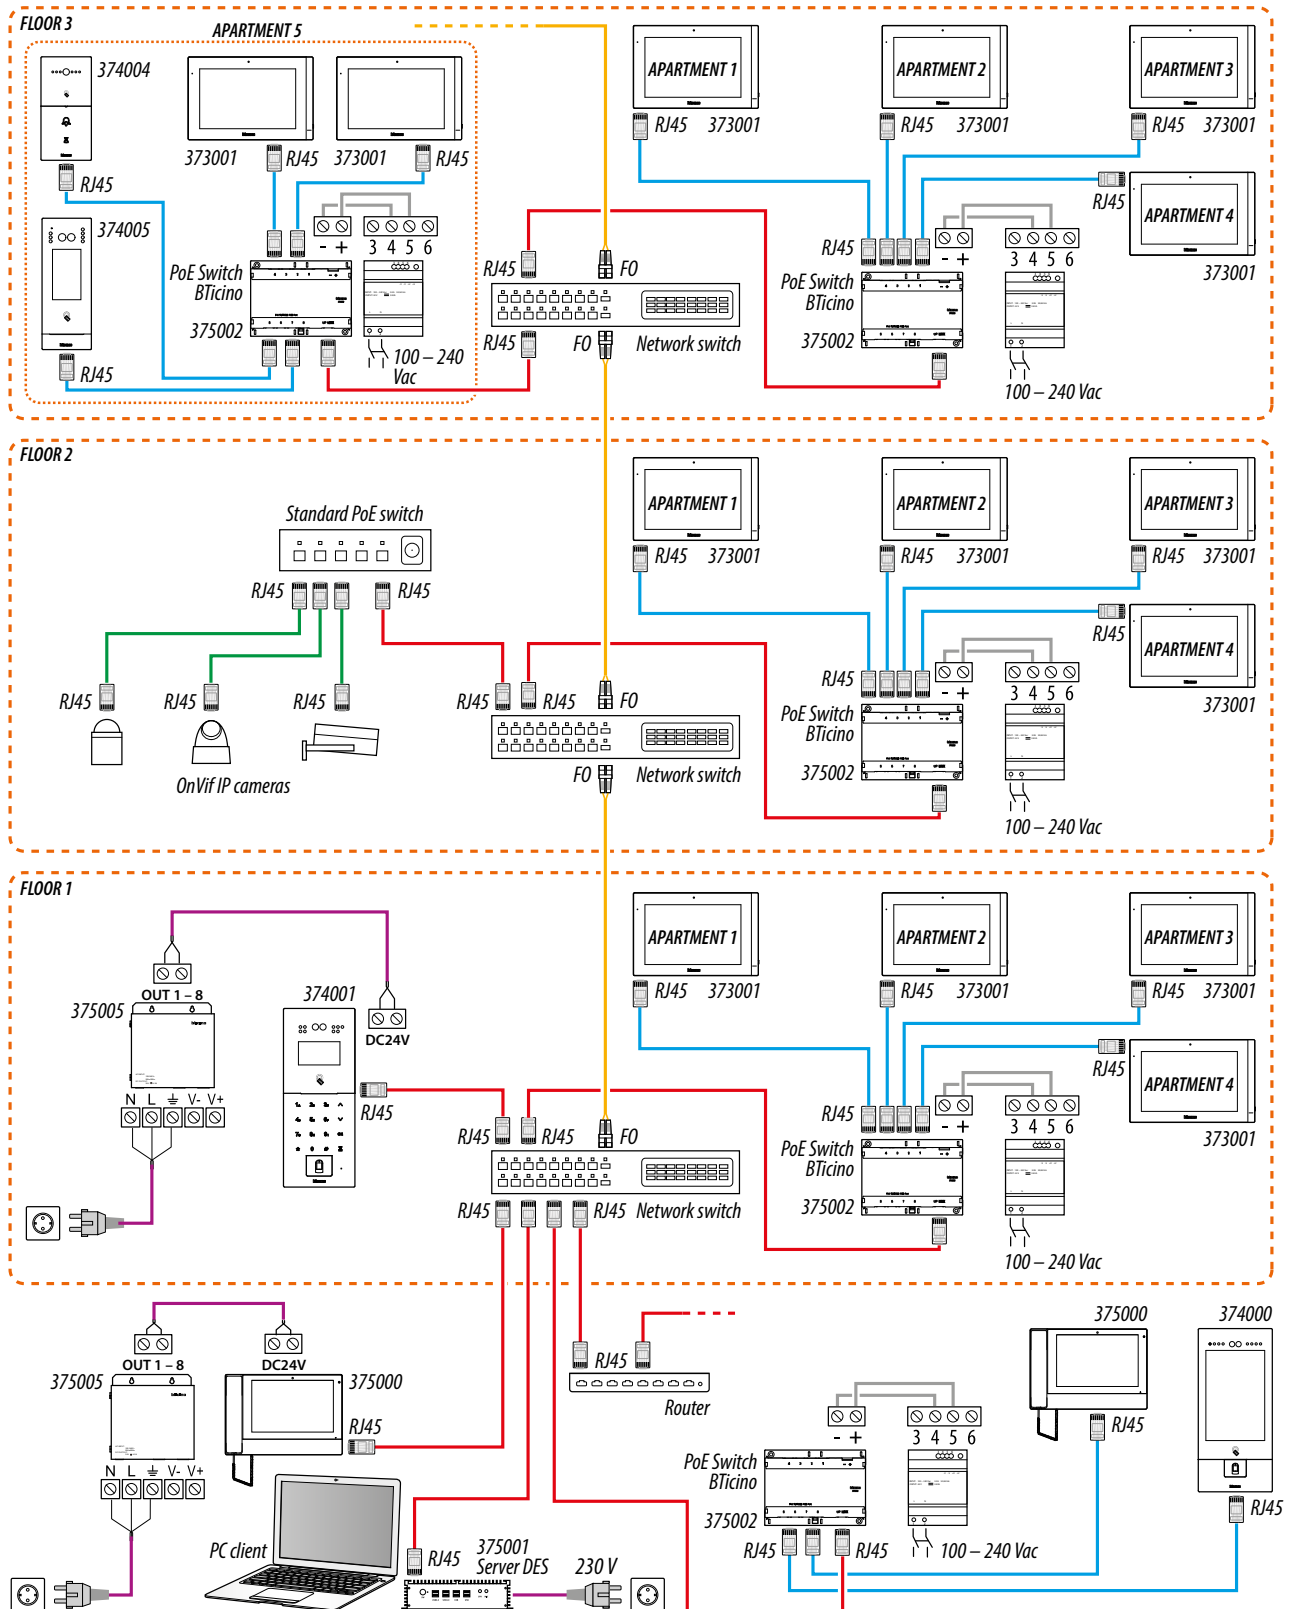 FLOOR 3
APARTMENT 5
374004
373001
RJ45
373001
RJ45
RJ45
374005
- +
3 4 5 6
PoE Switch
BTicino
375002
100 – 240
Vac
RJ45
RJ45
FO
RJ45
FO
Network switch
APARTMENT 1
RJ45 373001
APARTMENT 2
RJ45 373001
APARTMENT 3
RJ45 373001
APARTMENT 4
RJ45
373001
RJ45
- +
3 4 5 6
PoE Switch
BTicino
375002
100 – 240 Vac
FLOOR 2
Standard PoE switch
RJ45
RJ45
RJ45
RJ45
RJ45
OnVif IP cameras
RJ45
RJ45
FO
FO
Network switch
APARTMENT 1
RJ45 373001
APARTMENT 2
RJ45 373001
APARTMENT 3
RJ45 373001
APARTMENT 4
RJ45
373001
RJ45
- +
3 4 5 6
PoE Switch
BTicino
375002
100 – 240 Vac
FLOOR 1
OUT 1 – 8
375005
N L V- V+
374001
DC24V
RJ45
RJ45
RJ45
FO
RJ45
RJ45
Network switch
APARTMENT 1
RJ45 373001
APARTMENT 2
RJ45 373001
APARTMENT 3
RJ45 373001
APARTMENT 4
RJ45
373001
RJ45
- +
3 4 5 6
PoE Switch
BTicino
375002
100 – 240 Vac
OUT 1 – 8
375005
N L V- V+
DC24V
375000
RJ45
RJ45
Router
PC client
RJ45
375001
Server DES
230 V
- +
3 4 5 6
PoE Switch
BTicino
375002
RJ45
RJ45
100 – 240 Vac
375000
RJ45
374000
RJ45